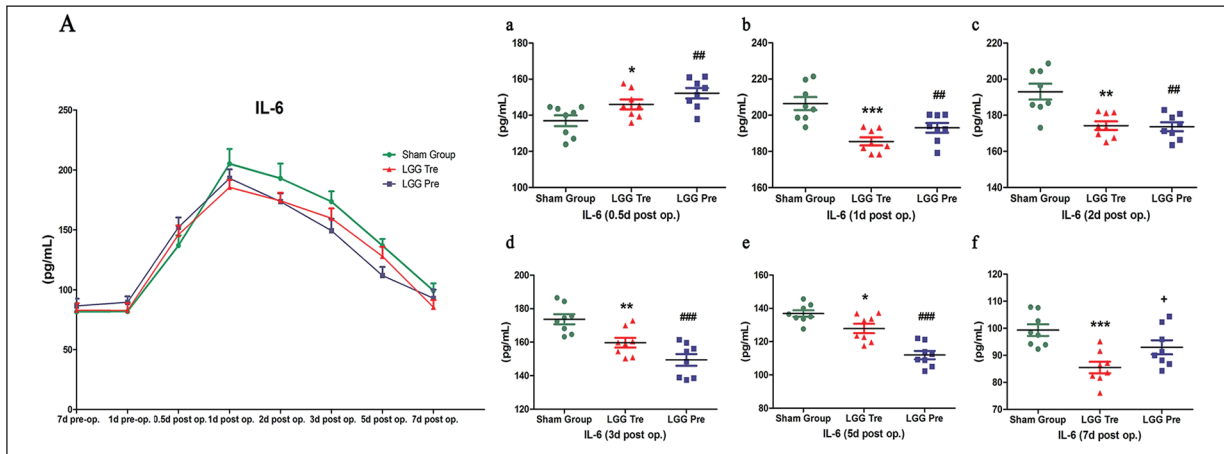 A
IL-6
(pg/mL)
250
200
150
100
50
0
Sham Group
LGG Tre
LGG Pre
7d pre-op. 1d pre op. 0.5d post op. 1d post op. 2d post op. 3d post op. 5d post op. 7d post op.
a
(pg/mL)
180
160
140
120
100
*
##
Sham Group LGG Tre LGG Pre
IL-6 (0.5d post op.)
b
(pg/mL)
240
220
200
180
160
***
##
Sham Group LGG Tre LGG Pre
IL-6 (1d post op.)
c
(pg/mL)
220
200
180
160
140
**
##
Sham Group LGG Tre LGG Pre
IL-6 (2d post op.)
d
(pg/mL)
200
180
160
140
120
**
###
Sham Group LGG Tre LGG Pre
IL-6 (3d post op.)
e
(pg/mL)
160
140
120
100
80
*
###
Sham Group LGG Tre LGG Pre
IL-6 (5d post op.)
f
(pg/mL)
120
110
100
90
80
70
***
+
Sham Group LGG Tre LGG Pre
IL-6 (7d post op.)